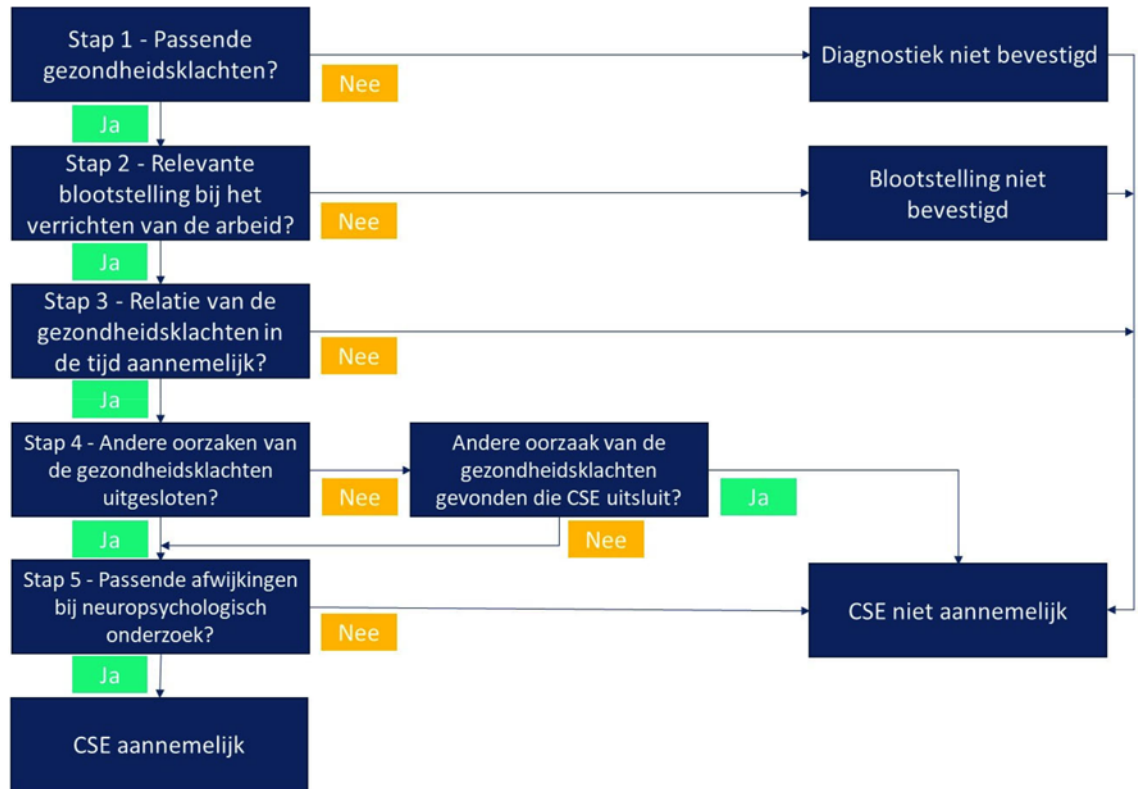 Stap 1 - Passende
gezondheidsklachten?
Nee
Diagnostiek niet bevestigd
Ja
Stap 2 - Relevante
blootstelling bij het
verrichten van de arbeid?
Nee
Blootstelling niet
bevestigd
Ja
Stap 3 - Relatie van de
gezondheidsklachten in
de tijd aannemelijk?
Nee
Ja
Stap 4 - Andere oorzaken van
de gezondheidsklachten
uitgesloten?
Nee
Andere oorzaak van de
gezondheidsklachten
gevonden die CSE uitsluit?
Ja
Nee
Ja
Stap 5 - Passende afwijkingen
bij neuropsychologisch
onderzoek?
Nee
CSE niet aannemelijk
Ja
CSE aannemelijk